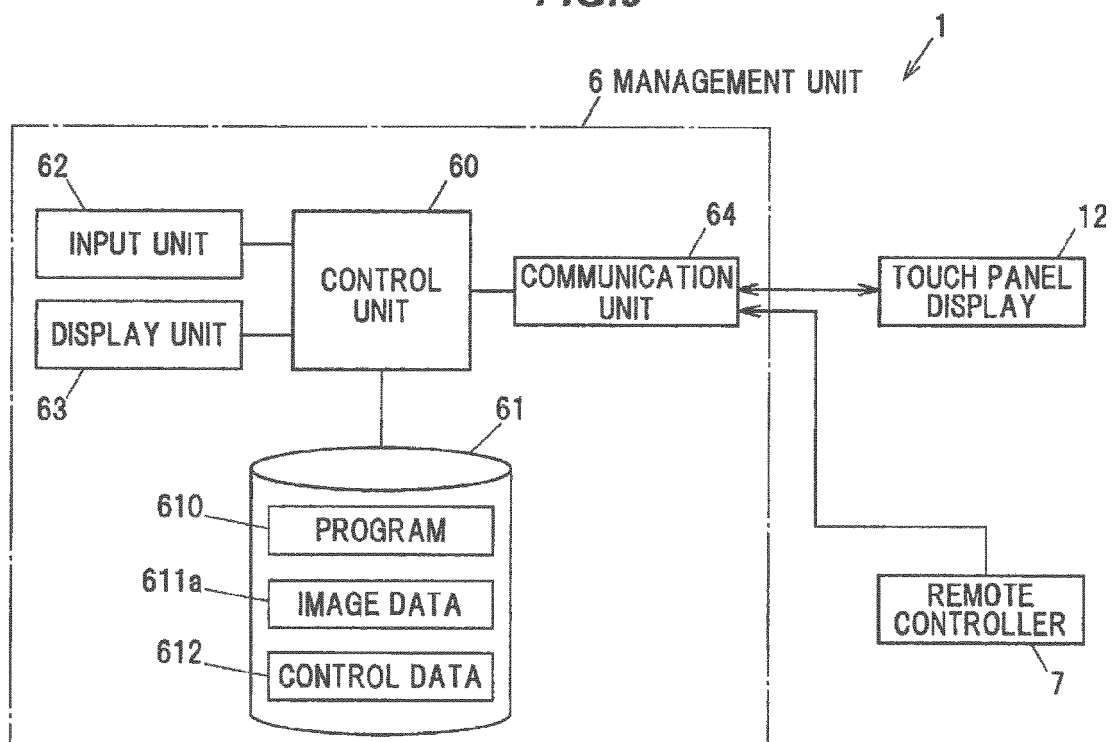 1
6 MANAGEMENT UNIT
62
60
64
12
INPUT UNIT
CONTROL
UNIT
COMMUNICATION
UNIT
TOUCH PANEL
DISPLAY
DISPLAY UNIT
63
61
610
PROGRAM
611a
IMAGE DATA
612
CONTROL DATA
REMOTE
CONTROLLER
7